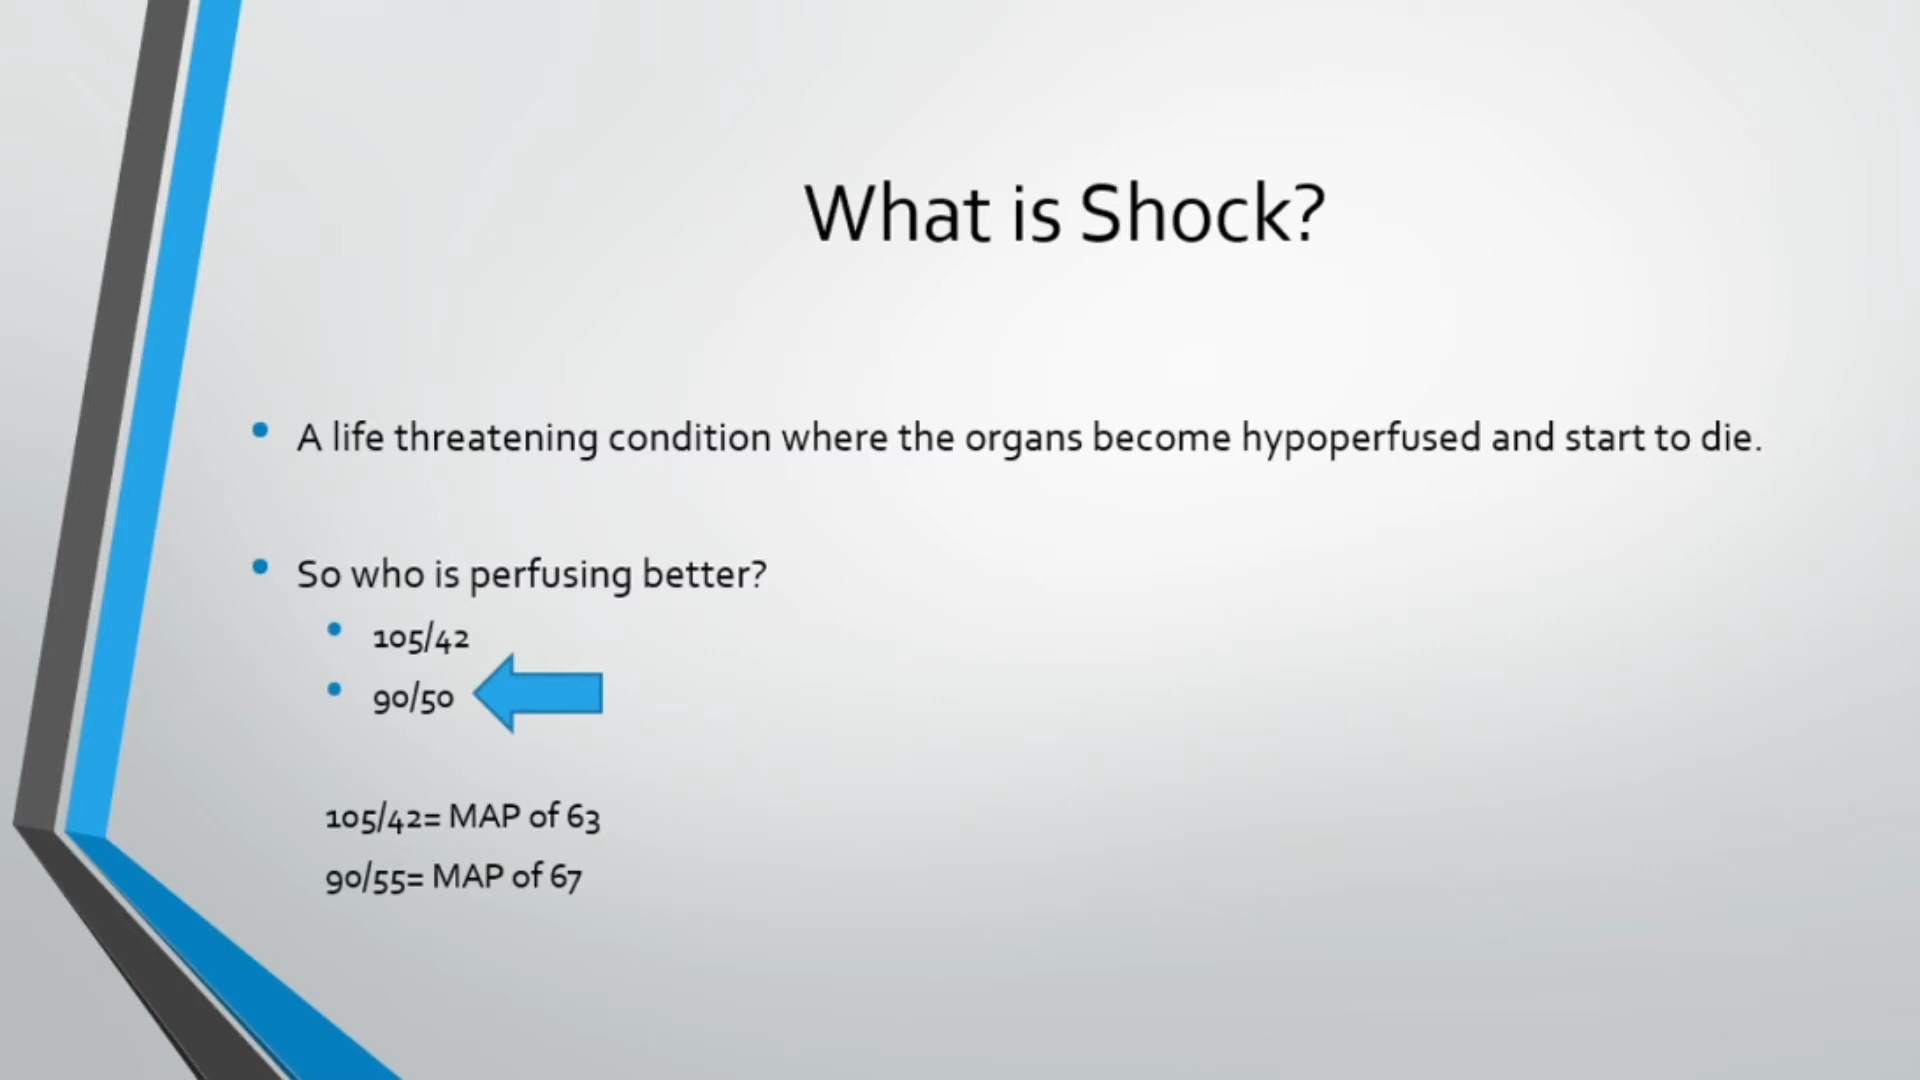 What is Shock?
• A life threatening condition where the organs become hypoperfused and start to die.
• So who is perfusing better?
• 105/42
• 90/50
105/42= MAP of 63
90/55= MAP of 67